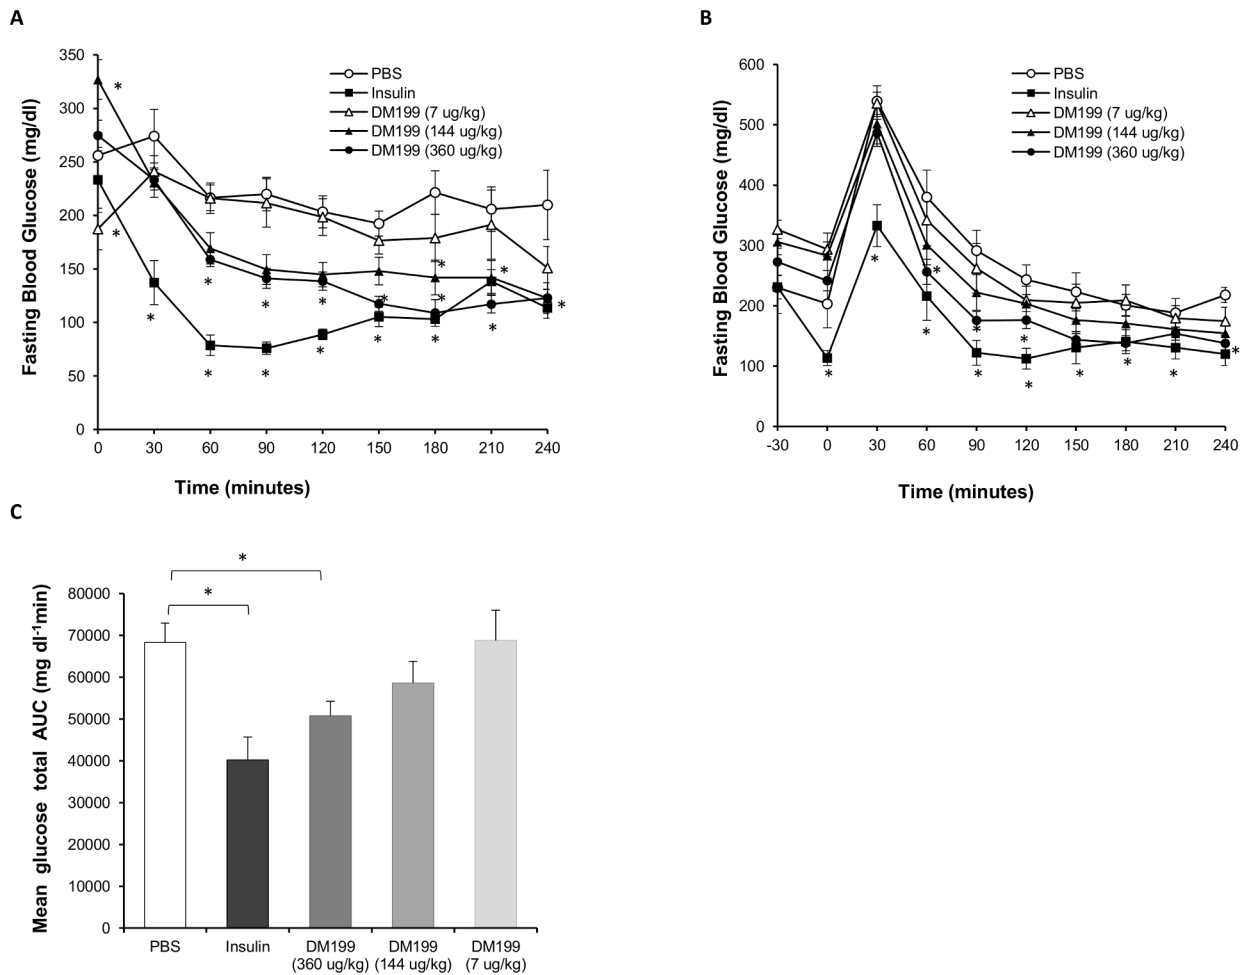 A
350
300
250
200
150
100
50
0
Fasting Blood Glucose (mg/dl)
PBS
Insulin
DM199 (7 ug/kg)
DM199 (144 ug/kg)
DM199 (360 ug/kg)
* * * * * * * * * * * * * * * * * *
0 30 60 90 120 150 180 210 240
Time (minutes)
B
600
500
400
300
200
100
0
Fasting Blood Glucose (mg/dl)
PBS
Insulin
DM199 (7 ug/kg)
DM199 (144 ug/kg)
DM199 (360 ug/kg)
* * * * * * * * * * * *
-30 0 30 60 90 120 150 180 210 240
Time (minutes)
C
80000
70000
60000
50000
40000
30000
20000
10000
0
Mean glucose total AUC (mg dl-1min)
*
*
PBS Insulin DM199 DM199 DM199
(360 ug/kg) (144 ug/kg) (7 ug/kg)